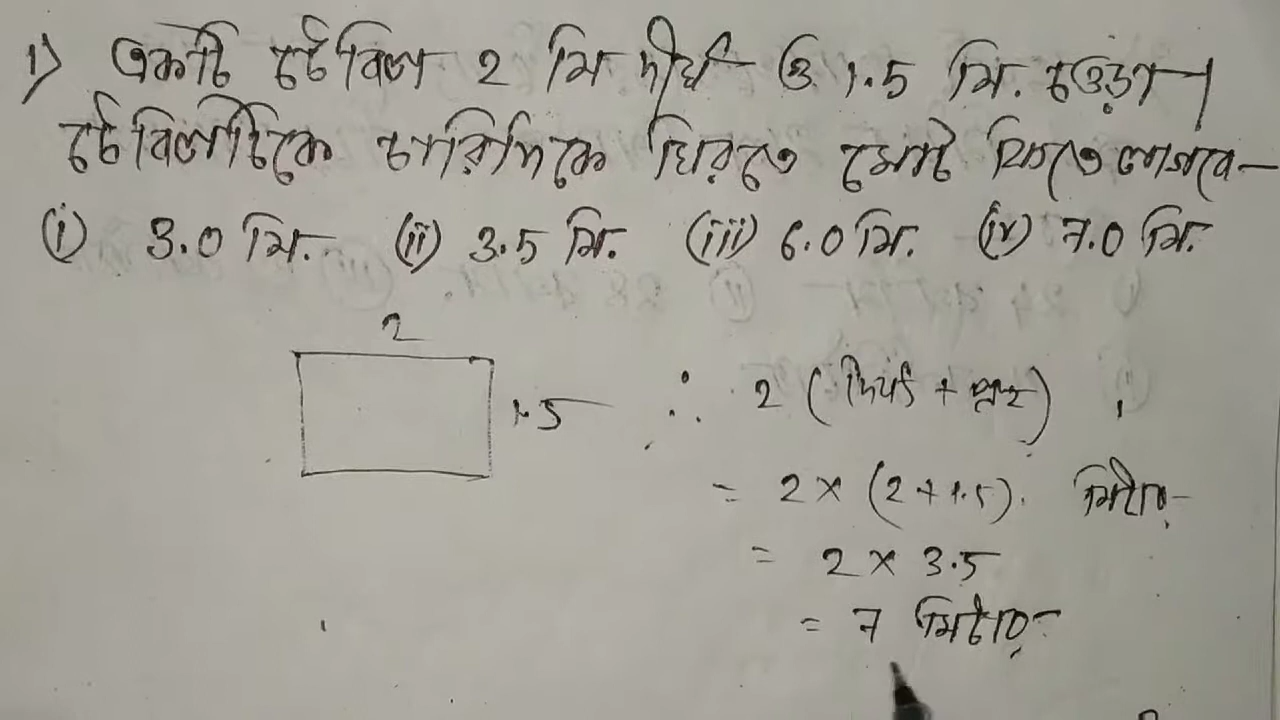 1) একটি টেবিল 2 মি দীর্ঘ ও 1.5 মি. চওড়া।
টেবিলটিকে চারিদিকে ঘিরতে মোট ফিতে লাগবে—
(i) 3.0 মি. (ii) 3.5 মি. (iii) 6.0 মি. (iv) 7.0 মি.
2
1.5
∴ 2 (দির্ঘ + প্রস্থ)
= 2 × (2+1.5). মিটার
= 2 × 3.5
= 7 মিটার